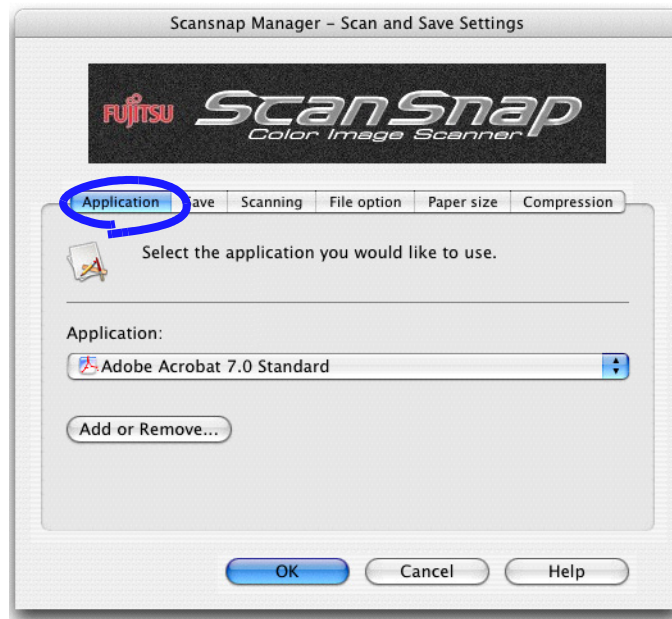 Scansnap Manager – Scan and Save Settings
FUJITSU ScanSnap
Color Image Scanner
Application Save Scanning File option Paper size Compression
Select the application you would like to use.
Application:
Adobe Acrobat 7.0 Standard
Add or Remove...
OK Cancel Help